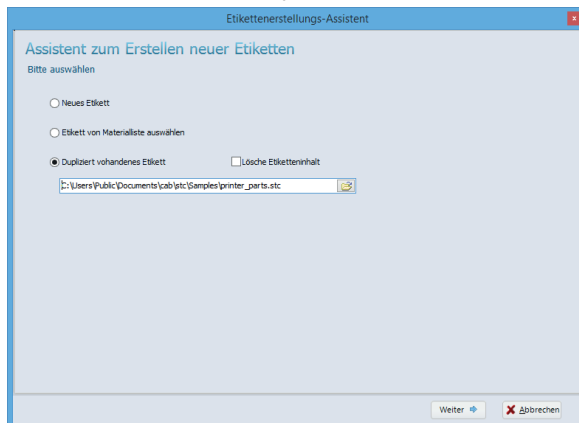 Etikettenerstellungs-Assistent
Assistent zum Erstellen neuer Etiketten
Bitte auswählen
Neues Etikett
Etikett von Materialliste auswählen
Dupliziert vohandenes Etikett Lösche Etiketteninhalt
C:\Users\Public\Documents\cab\stc\Samples\printer_parts.stc
Weiter Abbrechen